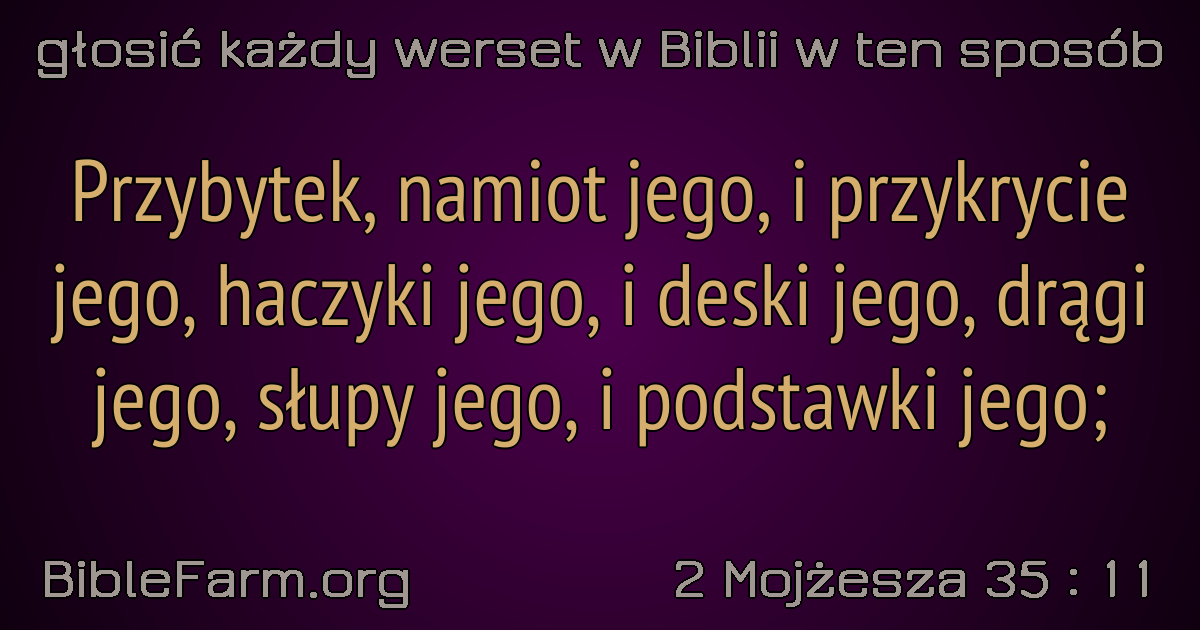 głosić każdy werset w Biblii w ten sposób
Przybytek, namiot jego, i przykrycie
jego, haczyki jego, i deski jego, drągi
jego, słupy jego, i podstawki jego;
BibleFarm.org
2 Mojżesza 35 : 11